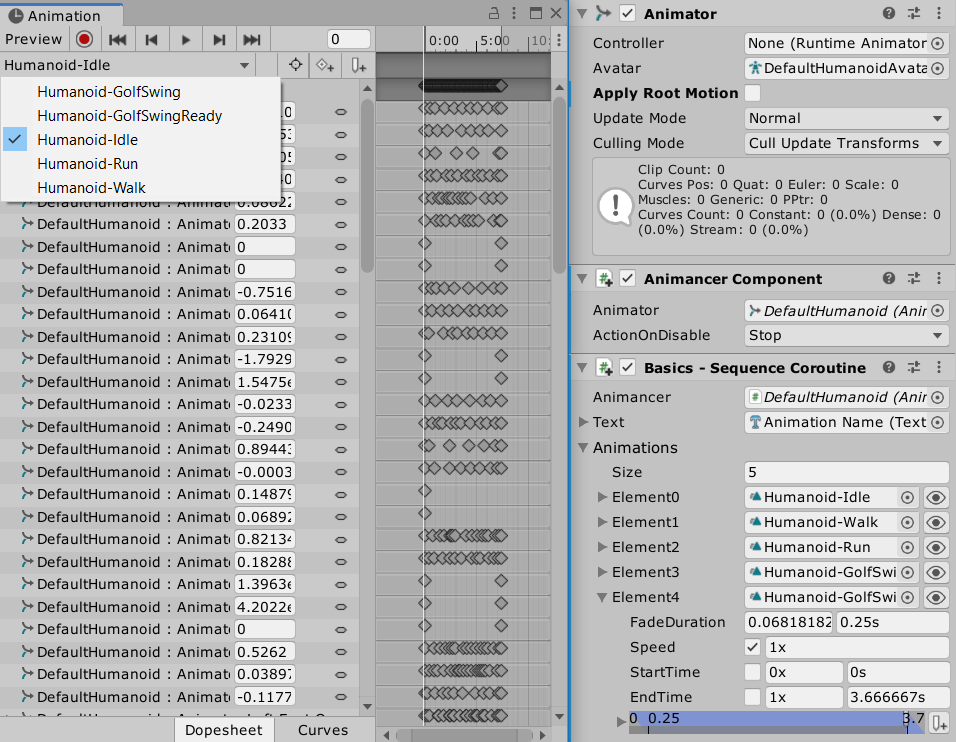 Animation
Preview
0
0:00
5:00
10:
Humanoid-Idle
Humanoid-GolfSwing
Humanoid-GolfSwingReady
Humanoid-Idle
Humanoid-Run
Humanoid-Walk
DefaultHumanoid : Animat 0.2033
DefaultHumanoid : Animat 0
DefaultHumanoid : Animat 0
DefaultHumanoid : Animat -0.7516
DefaultHumanoid : Animat 0.06410
DefaultHumanoid : Animat 0.23109
DefaultHumanoid : Animat -1.7929
DefaultHumanoid : Animat 1.5475e
DefaultHumanoid : Animat -0.0233
DefaultHumanoid : Animat -0.2490
DefaultHumanoid : Animat 0.89443
DefaultHumanoid : Animat -0.0003
DefaultHumanoid : Animat 0.14879
DefaultHumanoid : Animat 0.06892
DefaultHumanoid : Animat 0.82134
DefaultHumanoid : Animat 0.18288
DefaultHumanoid : Animat 1.3963e
DefaultHumanoid : Animat 4.2022e
DefaultHumanoid : Animat 0
DefaultHumanoid : Animat 0.5262
DefaultHumanoid : Animat 0.03897
DefaultHumanoid : Animat -0.1177
Dopesheet
Curves
Animator
Controller None (Runtime Animator
Avatar DefaultHumanoidAvata
Apply Root Motion
Update Mode Normal
Culling Mode Cull Update Transforms
Clip Count: 0
Curves Pos: 0 Quat: 0 Euler: 0 Scale: 0
Muscles: 0 Generic: 0 PPtr: 0
Curves Count: 0 Constant: 0 (0.0%) Dense: 0
(0.0%) Stream: 0 (0.0%)
Animancer Component
Animator DefaultHumanoid (Anir
ActionOnDisable Stop
Basics - Sequence Coroutine
Animancer DefaultHumanoid (Anir
Text Animation Name (Text
Animations
Size 5
Element0 Humanoid-Idle
Element1 Humanoid-Walk
Element2 Humanoid-Run
Element3 Humanoid-GolfSwi
Element4 Humanoid-GolfSwi
FadeDuration 0.06818182 0.25s
Speed 1x
StartTime 0x 0s
EndTime 1x 3.666667s
0 0.25 3.7